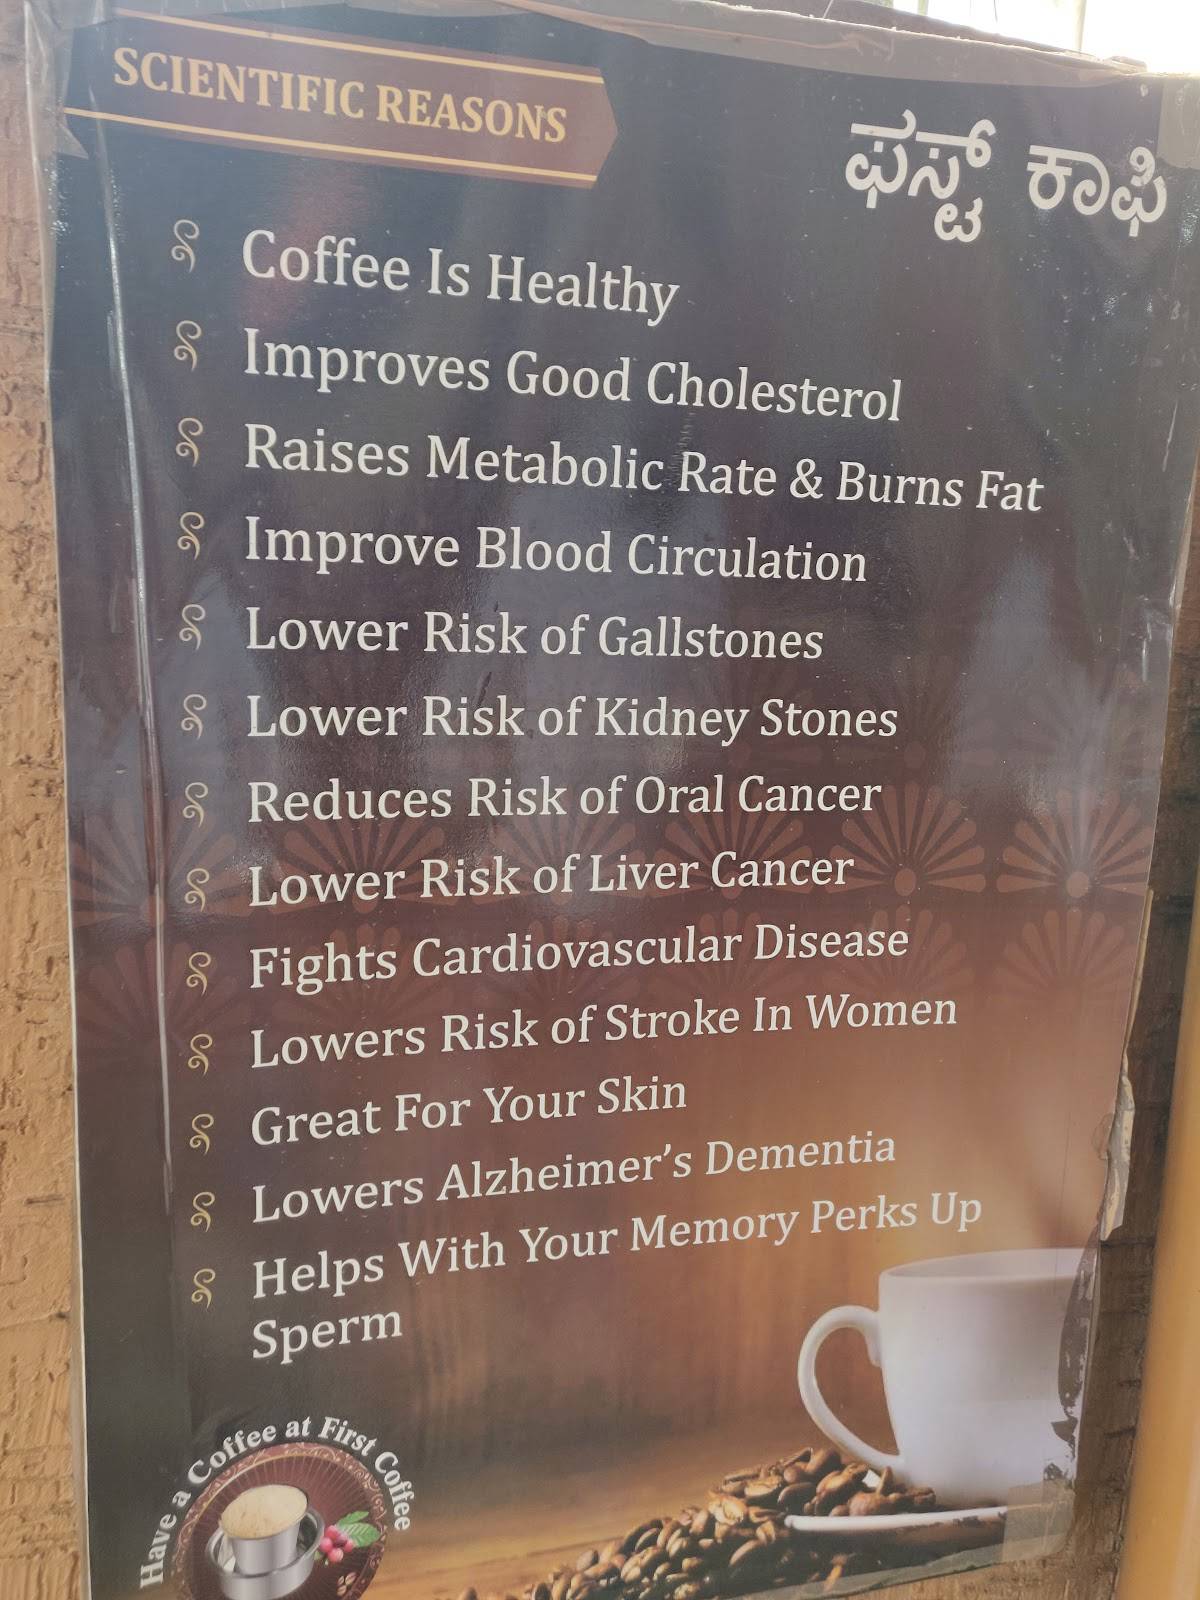 SCIENTIFIC REASONS
ಫಸ್ಟ್ ಕಾಫಿ
Coffee Is Healthy
Improves Good Cholesterol
Raises Metabolic Rate & Burns Fat
Improve Blood Circulation
Lower Risk of Gallstones
Lower Risk of Kidney Stones
Reduces Risk of Oral Cancer
Lower Risk of Liver Cancer
Fights Cardiovascular Disease
Lowers Risk of Stroke In Women
Great For Your Skin
Lowers Alzheimer's Dementia
Helps With Your Memory Perks Up
Sperm
Have a Coffee at First Coffee